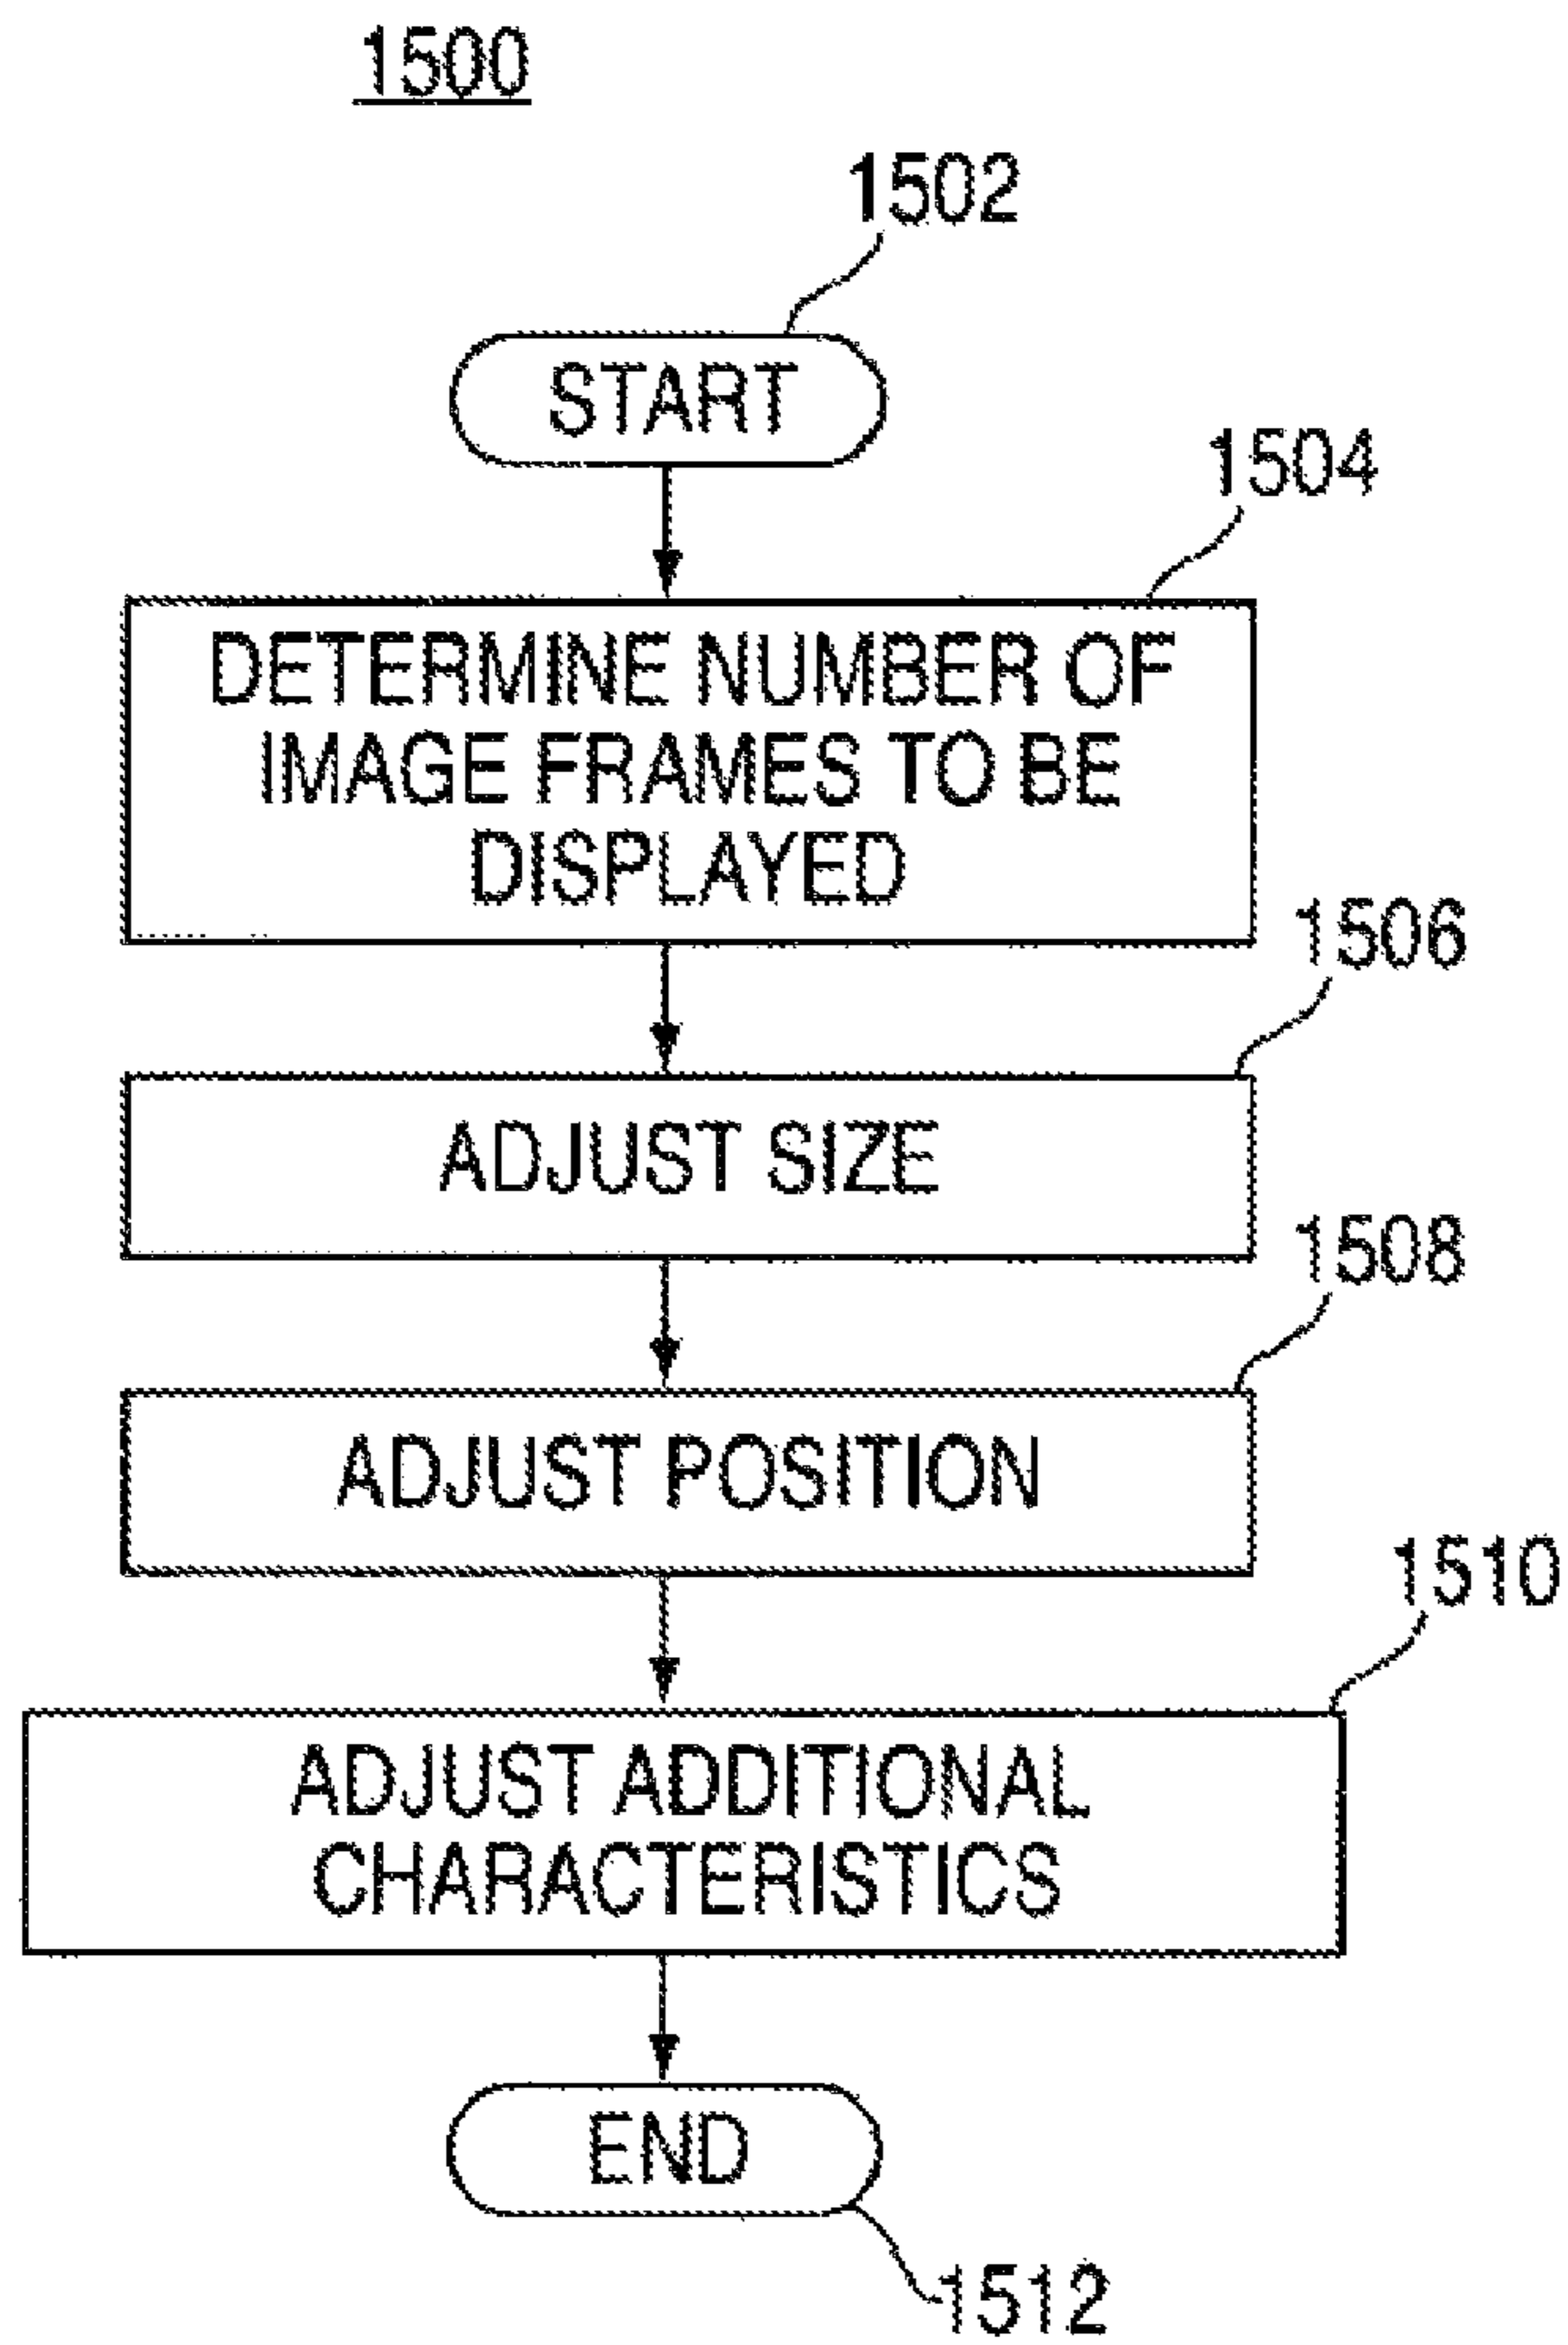 1500
1502
START
1504
DETERMINE NUMBER OF
IMAGE FRAMES TO BE
DISPLAYED
1506
ADJUST SIZE
1508
ADJUST POSITION
1510
ADJUST ADDITIONAL
CHARACTERISTICS
END
1512